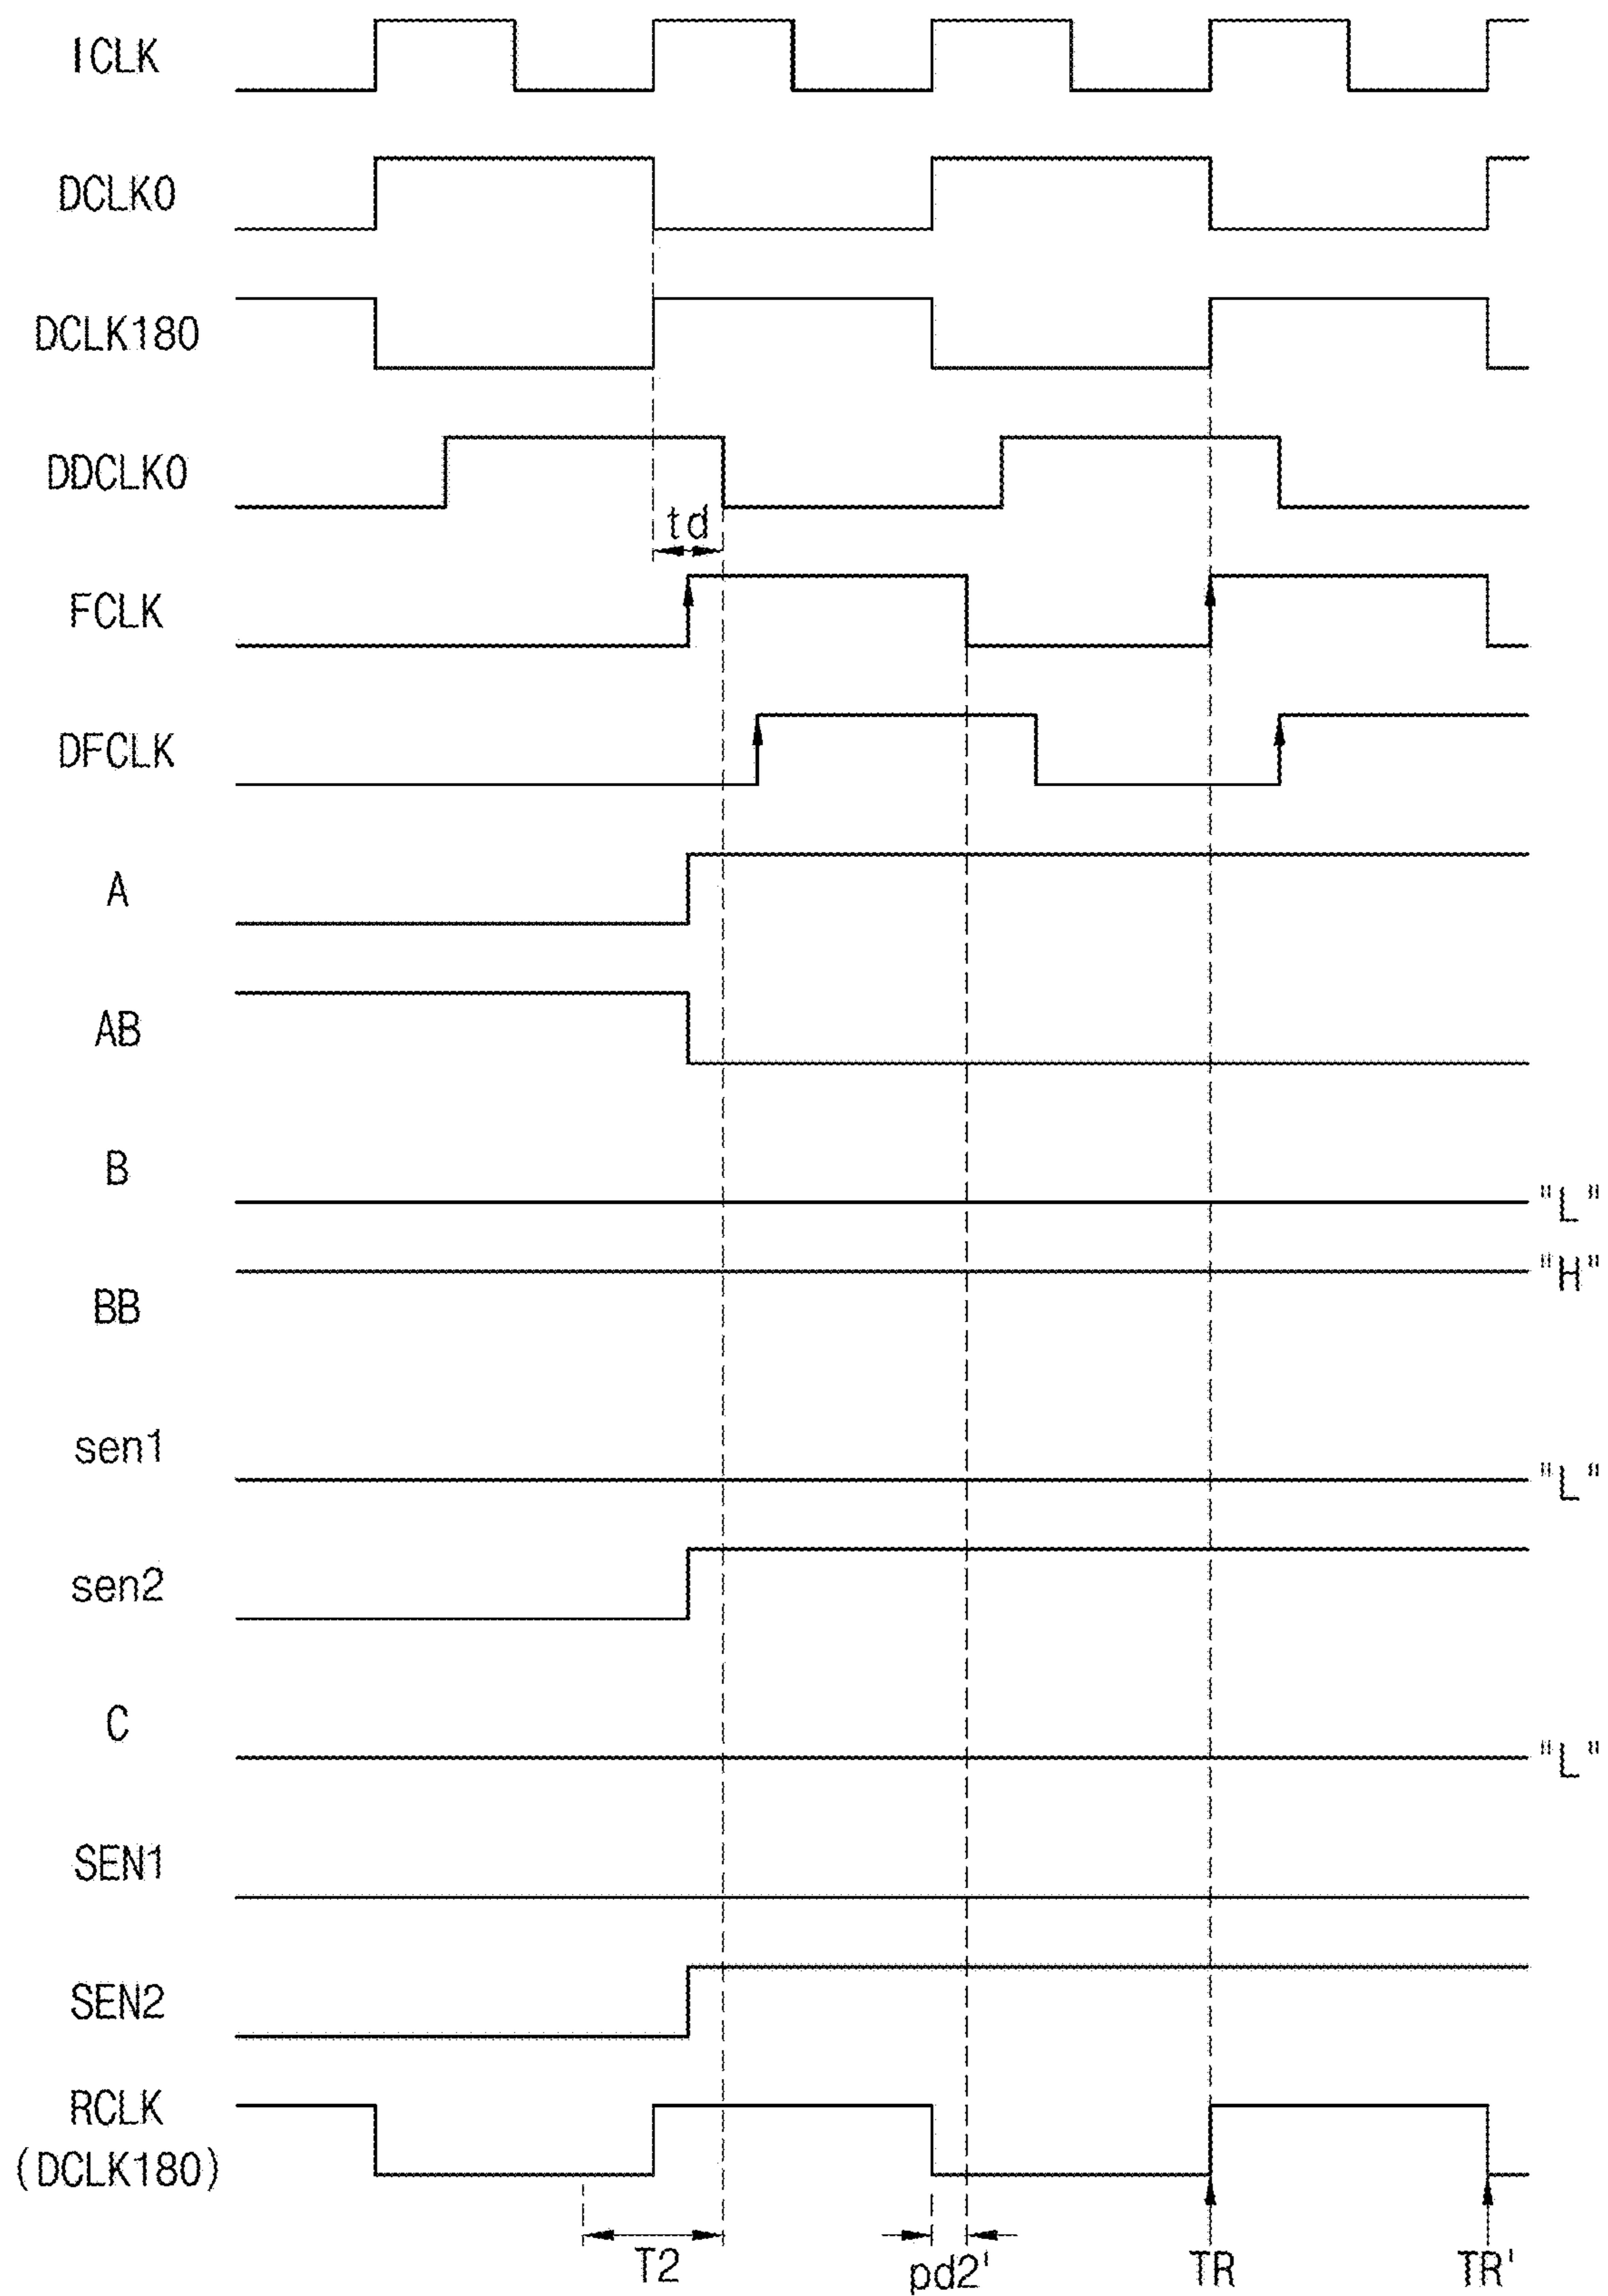 ICLK
DCLK0
DCLK180
DDCLK0
td
FCLK
DFCLK
A
AB
B
"L"
BB
"H"
sen1
"L"
sen2
C
"L"
SEN1
SEN2
RCLK
(DCLK180)
T2 pd2' TR TR'